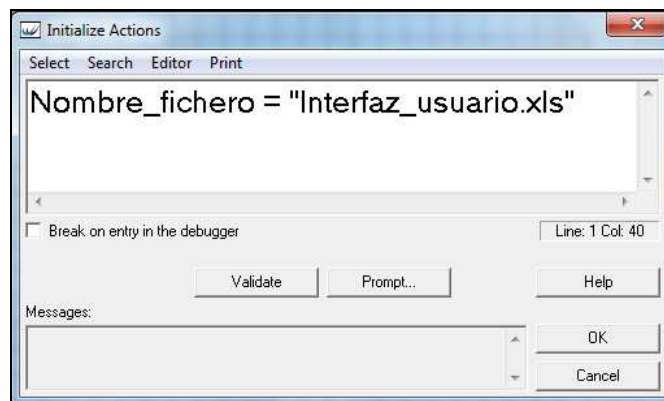 Initialize Actions
Select Search Editor Print
Nombre_fichero = "Interfaz_usuario.xls"
Break on entry in the debugger
Line: 1 Col: 40
Validate
Prompt...
Help
Messages:
OK
Cancel